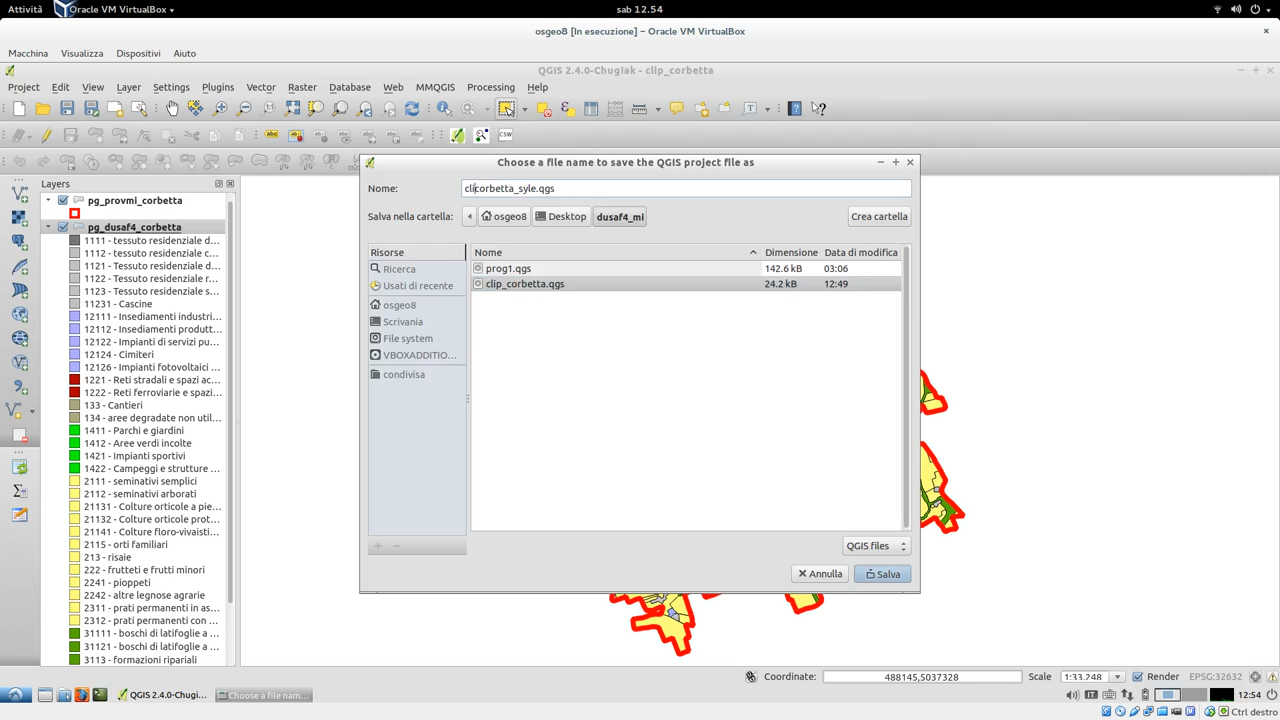 Attività Oracle VM VirtualBox sab 12.54
osgeo8 [In esecuzione] – Oracle VM VirtualBox
Macchina Visualizza Dispositivi Aiuto
QGIS 2.4.0-Chugiak - clip_corbetta
Project Edit View Layer Settings Plugins Vector Raster Database Web MMQGIS Processing Help
abc abc abc abc abc abc abc CSW
Layers
pg_provmi_corbetta
pg_dusaf4_corbetta
1111 - tessuto residenziale d...
1112 - tessuto residenziale c...
1121 - Tessuto residenziale d...
1122 - Tessuto residenziale r...
1123 - Tessuto residenziale s...
11231 - Cascine
12111 - Insediamenti industri...
12112 - Insediamenti produtt...
12122 - Impianti di servizi pu...
12124 - Cimiteri
12126 - Impianti fotovoltaici ...
1221 - Reti stradali e spazi ac...
1222 - Reti ferroviarie e spazi...
133 - Cantieri
134 - aree degradate non util...
1411 - Parchi e giardini
1412 - Aree verdi incolte
1421 - Impianti sportivi
1422 - Campeggi e strutture ...
2111 - seminativi semplici
2112 - seminativi arborati
21131 - Colture orticole a pie...
21132 - Colture orticole prot...
21141 - Colture floro-vivaisti...
2115 - orti familiari
213 - risaie
222 - frutteti e frutti minori
2241 - pioppeti
2242 - altre legnose agrarie
2311 - prati permanenti in as...
2312 - prati permanenti con ...
31111 - boschi di latifoglie a ...
31121 - boschi di latifoglie a ...
3113 - formazioni ripariali
Choose a file name to save the QGIS project file as
Nome: clicorbetta_syle.qgs
Salva nella cartella: osgeo8 Desktop dusaf4_mi Crea cartella
Risorse
Ricerca
Usati di recente
osgeo8
Scrivania
File system
VBOXADDITIO...
condivisa
Nome Dimensione Data di modifica
prog1.qgs 142.6 kB 03:06
clip_corbetta.qgs 24.2 kB 12:49
QGIS files
Annulla Salva
Coordinate: 488145,5037328 Scale 1:33.248 Render EPSG:32632
QGIS 2.4.0-Chugi... Choose a file nam... IT 12:54
Ctrl destro